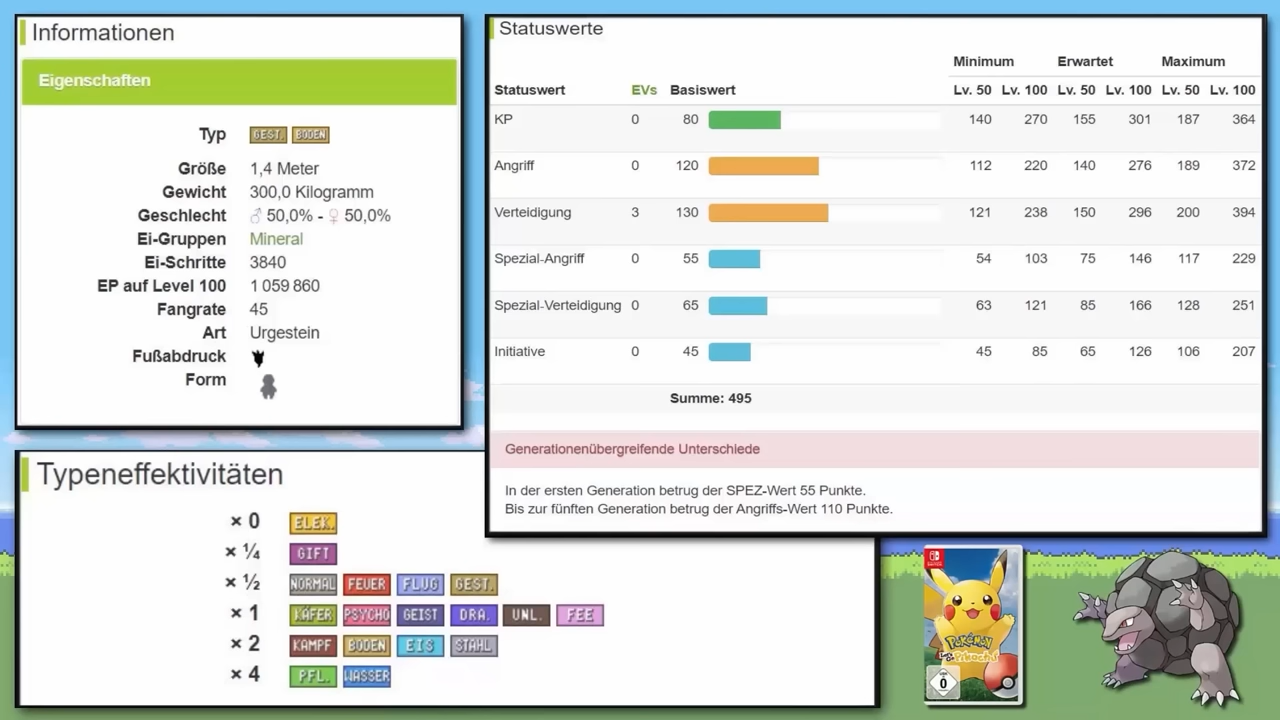 Informationen
Eigenschaften
Typ GEST. BODEN
Größe 1,4 Meter
Gewicht 300,0 Kilogramm
Geschlecht ♂ 50,0% - ♀ 50,0%
Ei-Gruppen Mineral
Ei-Schritte 3840
EP auf Level 100 1 059 860
Fangrate 45
Art Urgestein
Fußabdruck
Form
Statuswerte
Minimum Erwartet Maximum
Statuswert EVs Basiswert Lv. 50 Lv. 100 Lv. 50 Lv. 100 Lv. 50 Lv. 100
KP 0 80 140 270 155 301 187 364
Angriff 0 120 112 220 140 276 189 372
Verteidigung 3 130 121 238 150 296 200 394
Spezial-Angriff 0 55 54 103 75 146 117 229
Spezial-Verteidigung 0 65 63 121 85 166 128 251
Initiative 0 45 45 85 65 126 106 207
Summe: 495
Generationenübergreifende Unterschiede
In der ersten Generation betrug der SPEZ-Wert 55 Punkte.
Bis zur fünften Generation betrug der Angriffs-Wert 110 Punkte.
Typeneffektivitäten
× 0 ELEK.
× ¼ GIFT
× ½ NORMAL FEUER FLUG GEST.
× 1 KÄFER PSYCHO GEIST DRA. UNL. FEE
× 2 KAMPF BODEN EIS STAHL
× 4 PFL. WASSER
POKéMON
Pikachu!
0